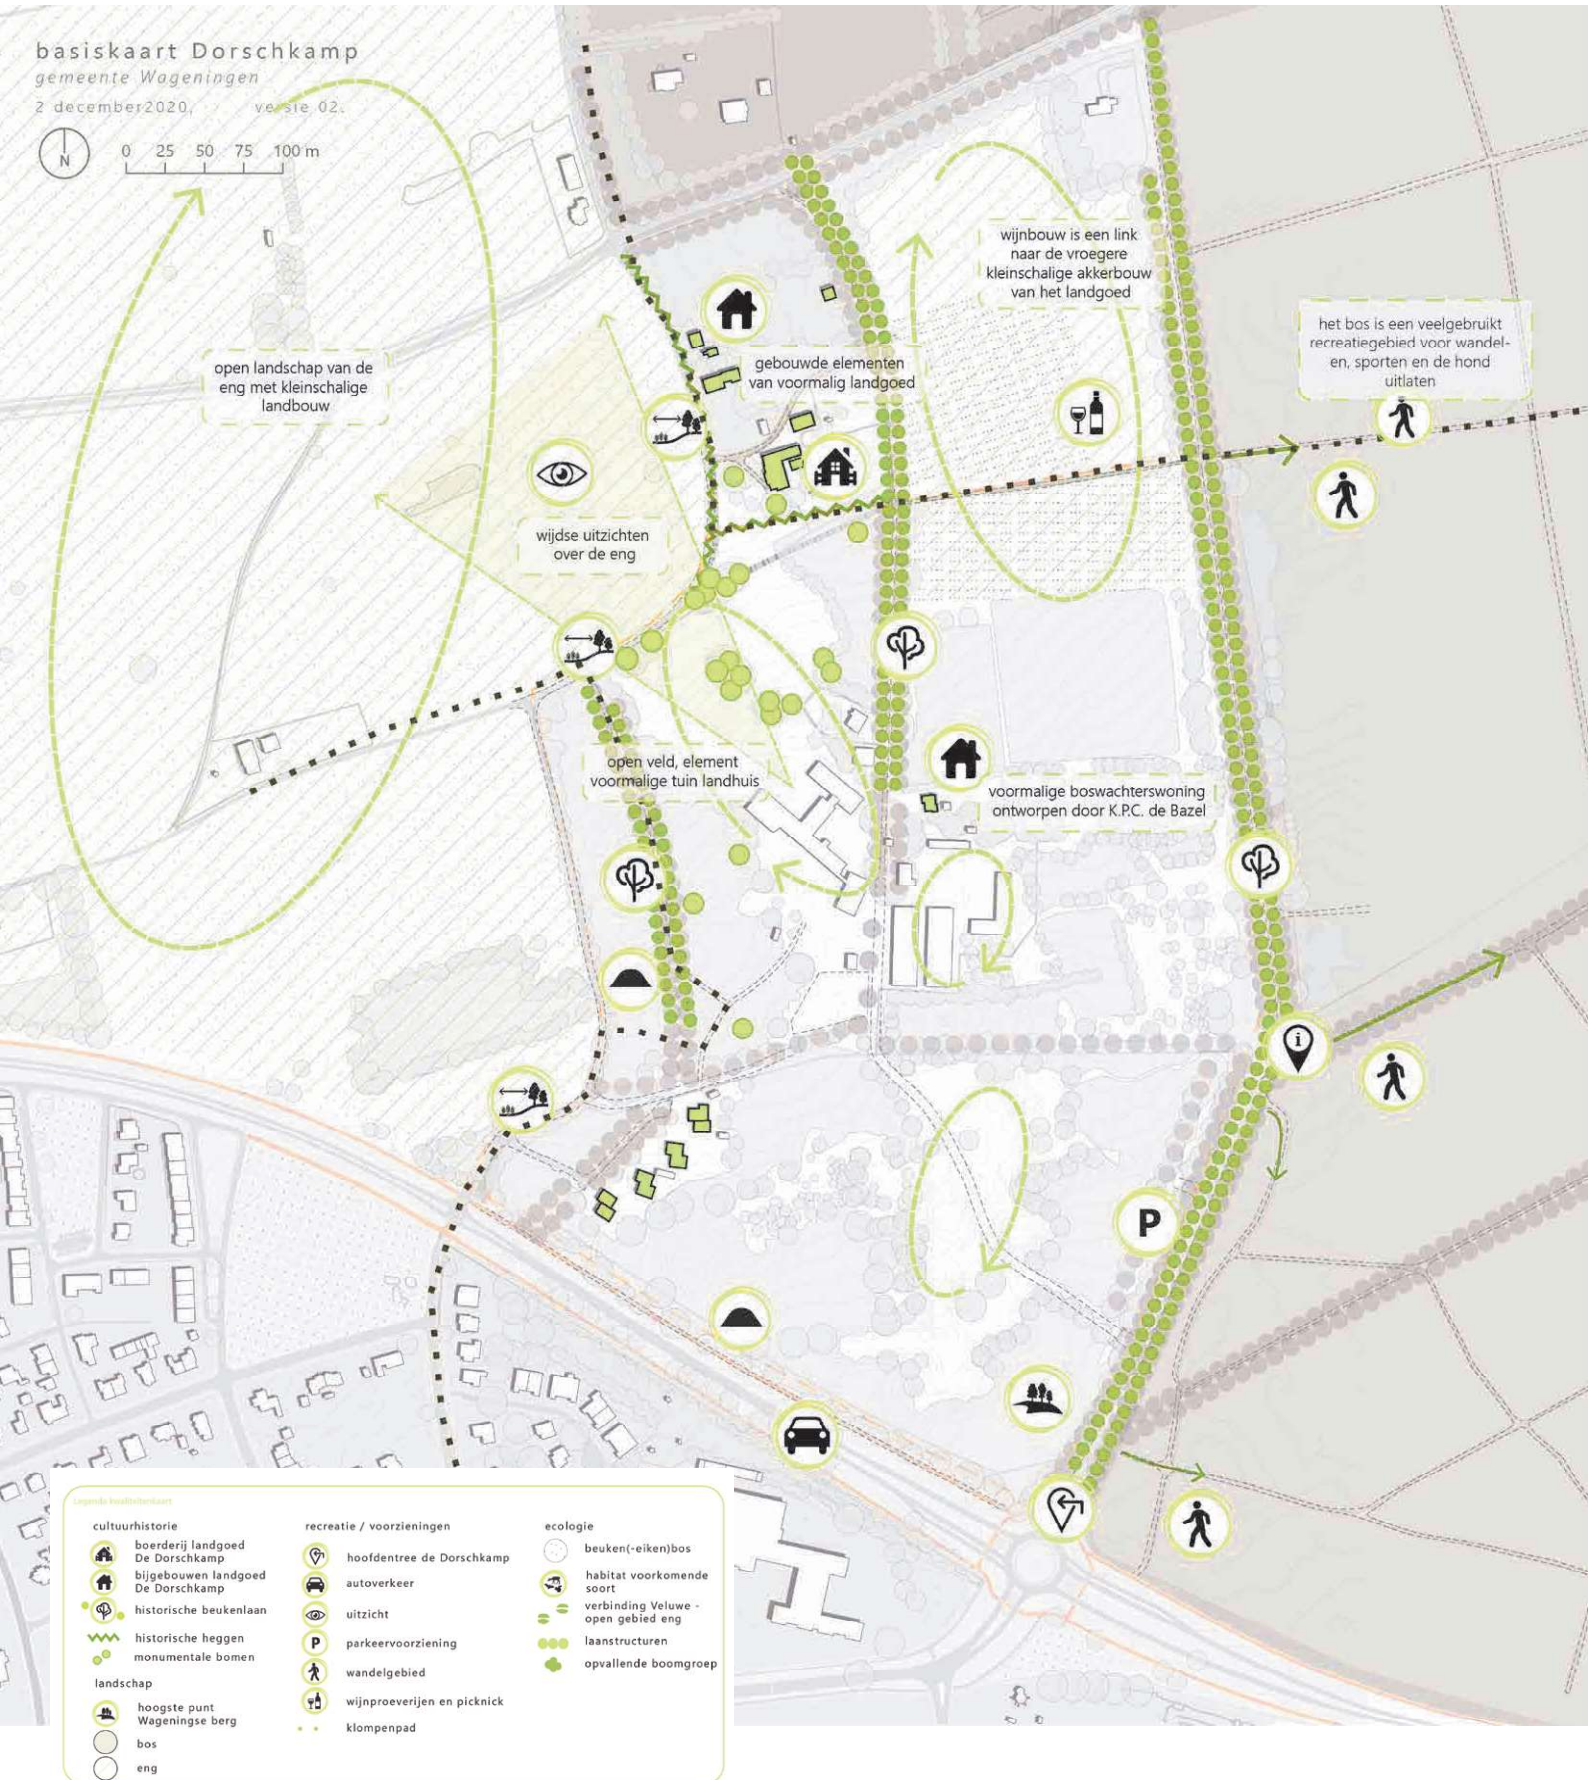 basiskaart Dorschkamp
gemeente Wageningen
2 december2020, versie 02.
N
0 25 50 75 100 m
wijnbouw is een link
naar de vroegere
kleinschalige akkerbouw
van het landgoed
het bos is een veelgebruikt
recreatiegebied voor wandel-
en, sporten en de hond
uitlaten
open landschap van de
eng met kleinschalige
landbouw
gebouwde elementen
van voormalig landgoed
wijdse uitzichten
over de eng
open veld, element
voormalige tuin landhuis
voormalige boswachterswoning
ontworpen door K.P.C. de Bazel
i
P
Legenda kwaliteitenkaart
cultuurhistorie
boerderij landgoed
De Dorschkamp
bijgebouwen landgoed
De Dorschkamp
historische beukenlaan
historische heggen
monumentale bomen
landschap
hoogste punt
Wageningse berg
bos
eng
recreatie / voorzieningen
hoofdentree de Dorschkamp
autoverkeer
uitzicht
P
parkeervoorziening
wandelgebied
wijnproeverijen en picknick
klompenpad
ecologie
beuken(-eiken)bos
habitat voorkomende
soort
verbinding Veluwe -
open gebied eng
laanstructuren
opvallende boomgroep